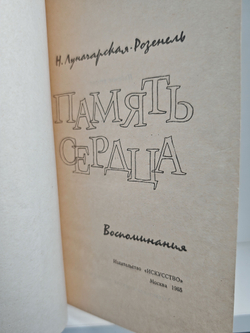 Н. Луначарская-Розенель
ПАМЯТЬ
СЕРДЦА
Воспоминания
Издательство «ИСКУССТВО»
Москва 1965